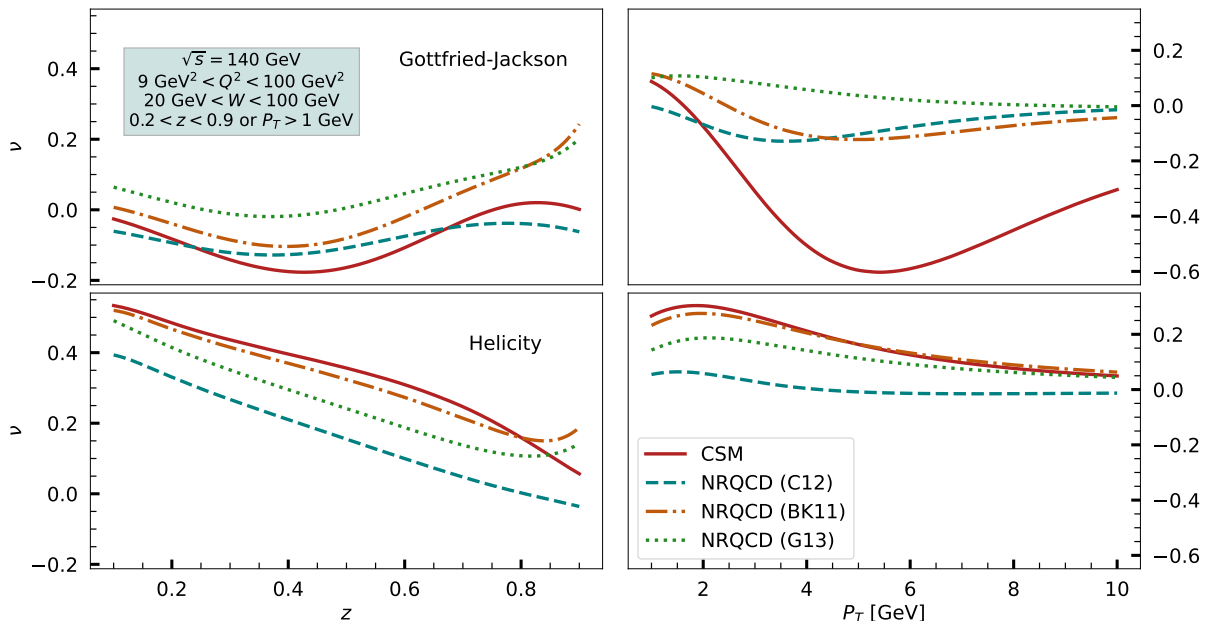 √s = 140 GeV
9 GeV² < Q² < 100 GeV²
20 GeV < W < 100 GeV
0.2 < z < 0.9 or P_T > 1 GeV
Gottfried-Jackson
ν
0.4
0.2
0.0
−0.2
0.2
0.0
−0.2
−0.4
−0.6
Helicity
ν
0.4
0.2
0.0
−0.2
0.2
0.4
0.6
0.8
z
CSM
NRQCD (C12)
NRQCD (BK11)
NRQCD (G13)
0.2
0.0
−0.2
−0.4
−0.6
2
4
6
8
10
P_T [GeV]